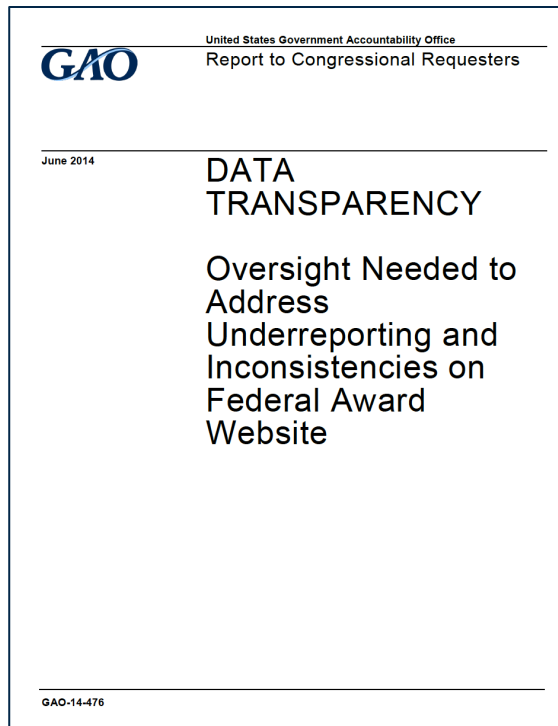 United States Government Accountability Office
GAO
Report to Congressional Requesters
June 2014
DATA
TRANSPARENCY
Oversight Needed to
Address
Underreporting and
Inconsistencies on
Federal Award
Website
GAO-14-476